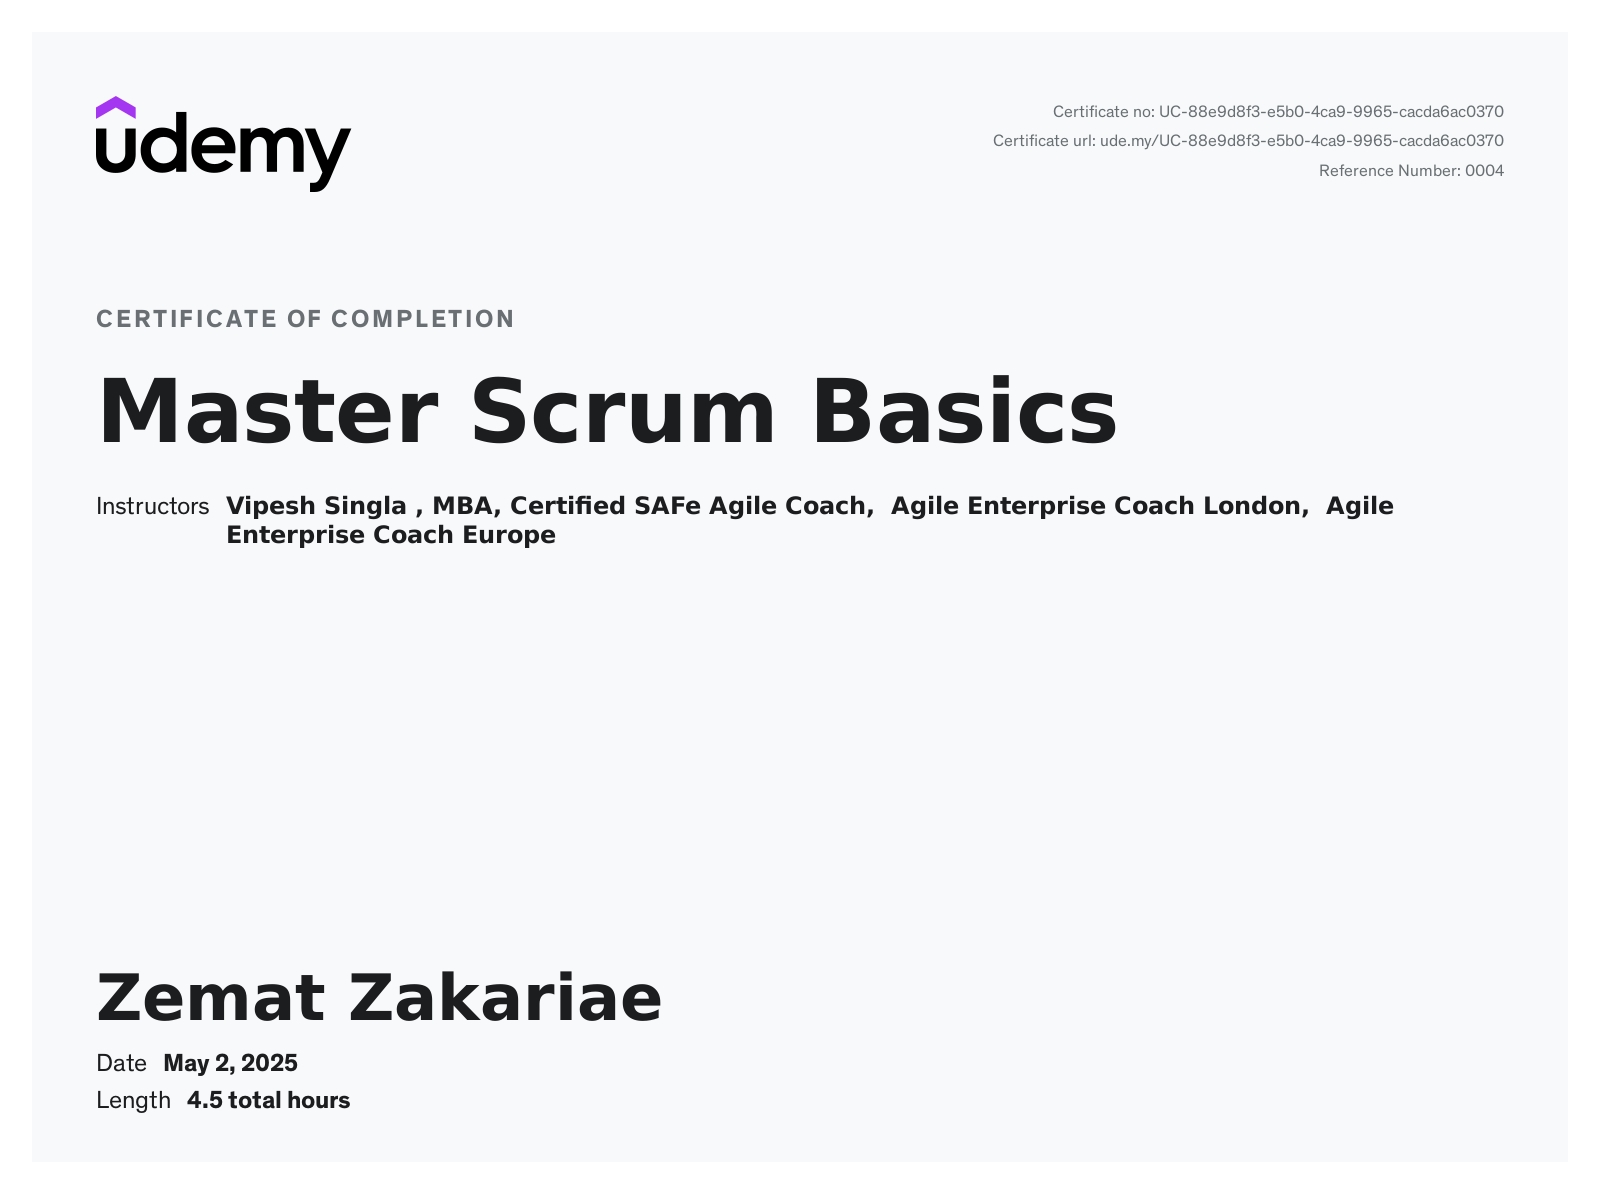 udemy
Certificate no: UC-88e9d8f3-e5b0-4ca9-9965-cacda6ac0370
Certificate url: ude.my/UC-88e9d8f3-e5b0-4ca9-9965-cacda6ac0370
Reference Number: 0004
CERTIFICATE OF COMPLETION
Master Scrum Basics
Instructors Vipesh Singla , MBA, Certified SAFe Agile Coach, Agile Enterprise Coach London, Agile
Enterprise Coach Europe
Zemat Zakariae
Date May 2, 2025
Length 4.5 total hours